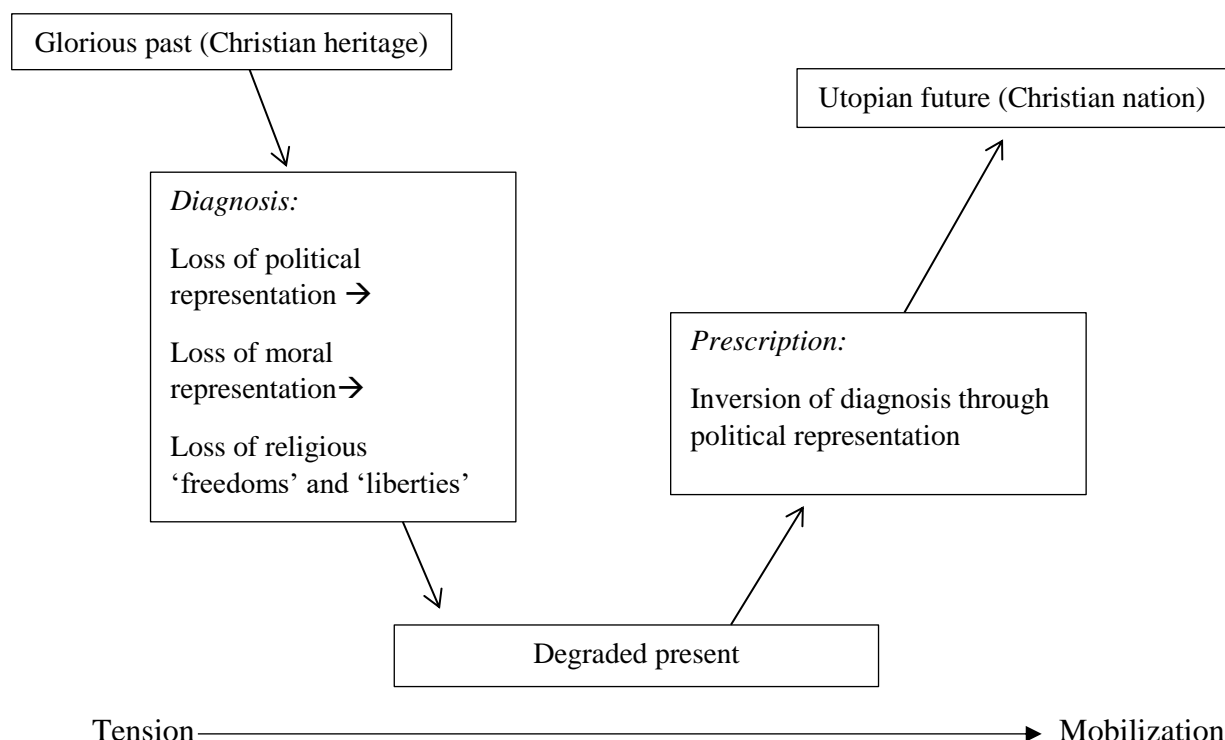 Glorious past (Christian heritage)
Utopian future (Christian nation)
Diagnosis:
Loss of political
representation →
Loss of moral
representation→
Loss of religious
‘freedoms’ and ‘liberties’
Prescription:
Inversion of diagnosis through
political representation
Degraded present
Tension
Mobilization